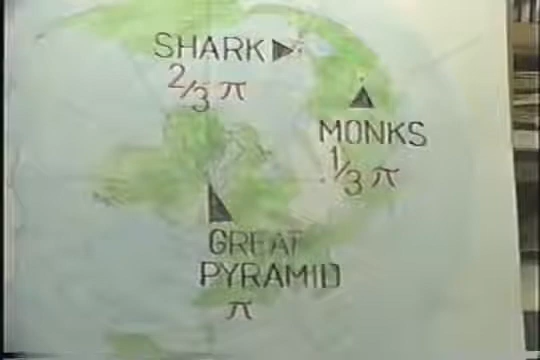 SHARK
2/3 π
MONKS
1/3 π
GREAT
PYRAMID
π